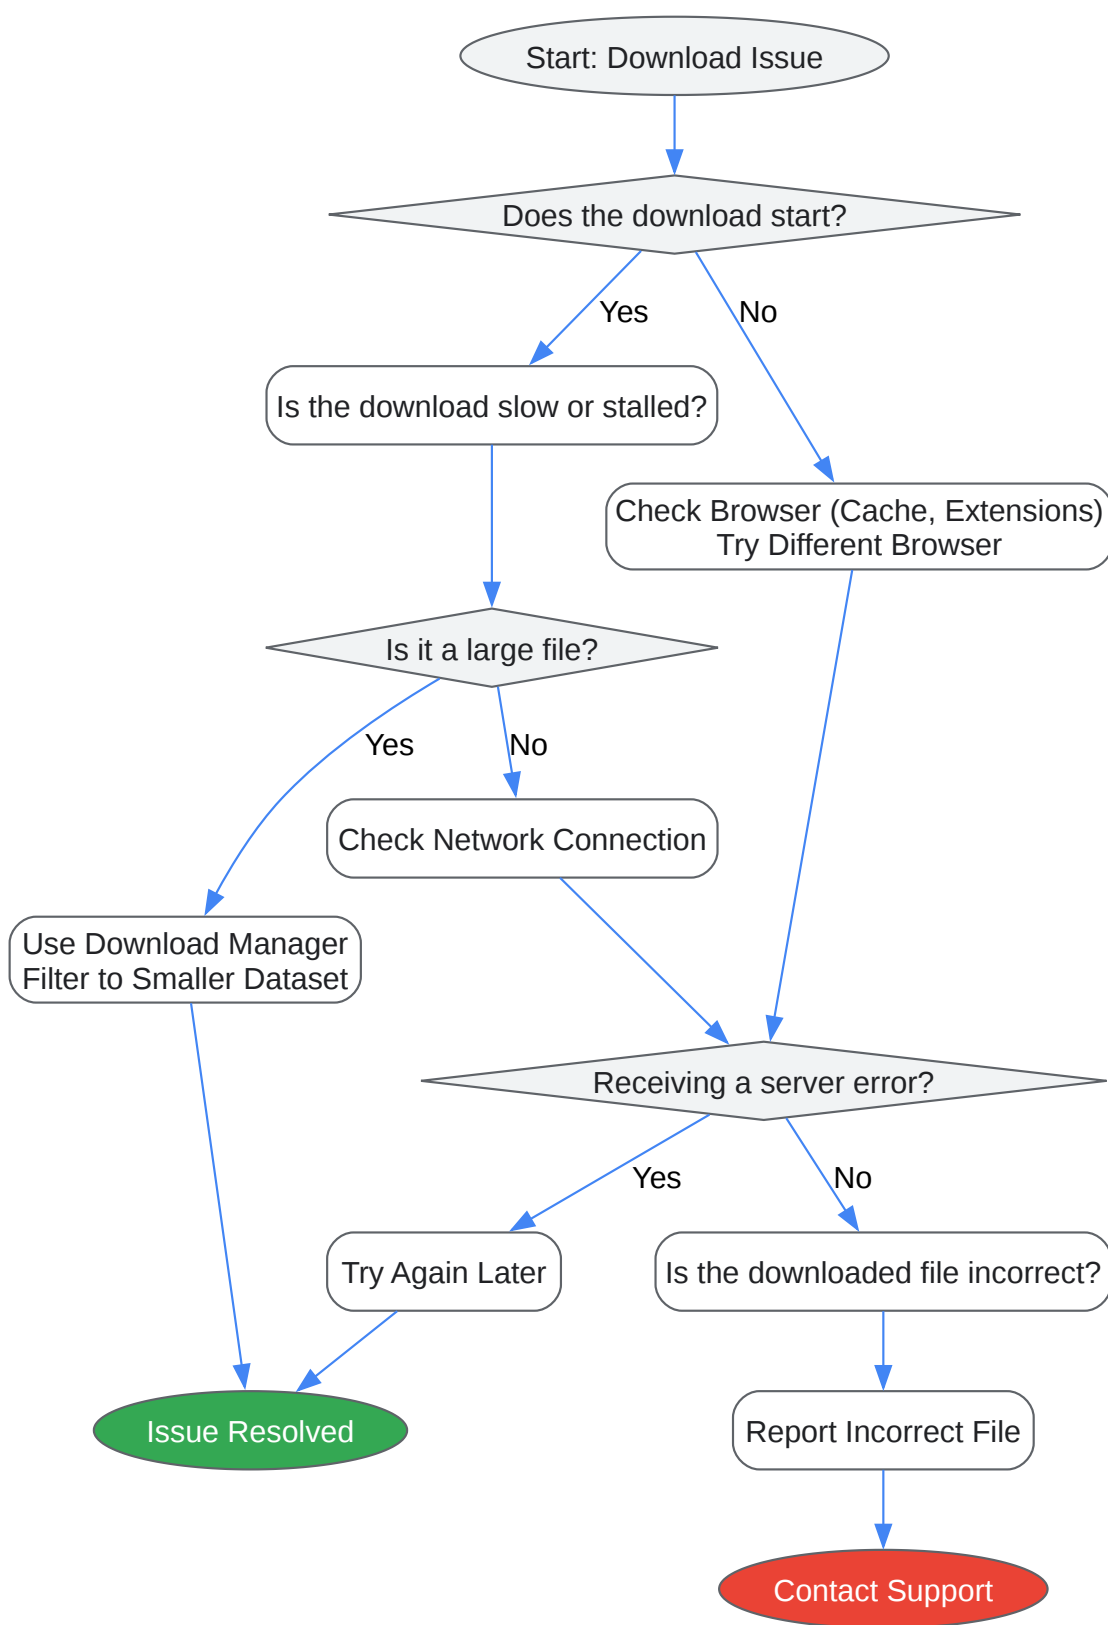 Start: Download Issue
Does the download start?
Yes
No
Is the download slow or stalled?
Check Browser (Cache, Extensions)
Try Different Browser
Is it a large file?
Yes
No
Check Network Connection
Use Download Manager
Filter to Smaller Dataset
Receiving a server error?
Yes
No
Try Again Later
Is the downloaded file incorrect?
Issue Resolved
Report Incorrect File
Contact Support